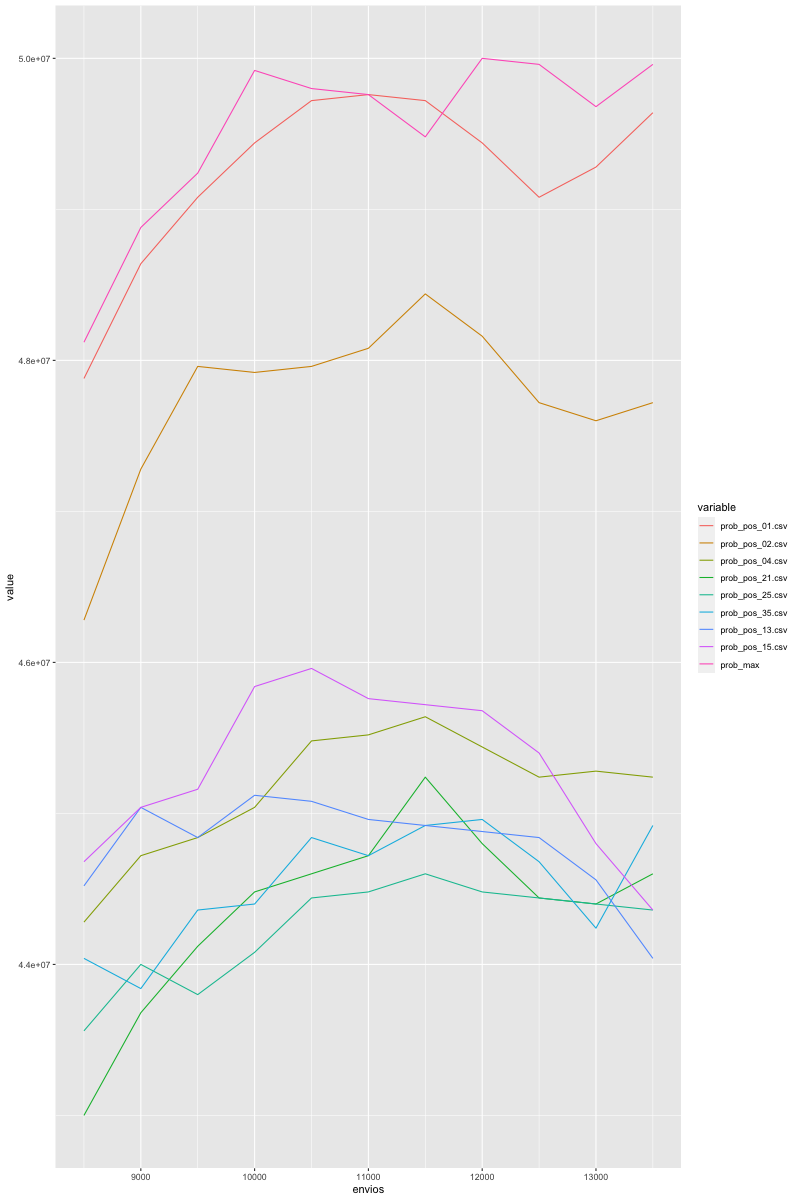 5.0e+07
4.8e+07
4.6e+07
4.4e+07
value
9000
10000
11000
12000
13000
envios
variable
prob_pos_01.csv
prob_pos_02.csv
prob_pos_04.csv
prob_pos_21.csv
prob_pos_25.csv
prob_pos_35.csv
prob_pos_13.csv
prob_pos_15.csv
prob_max